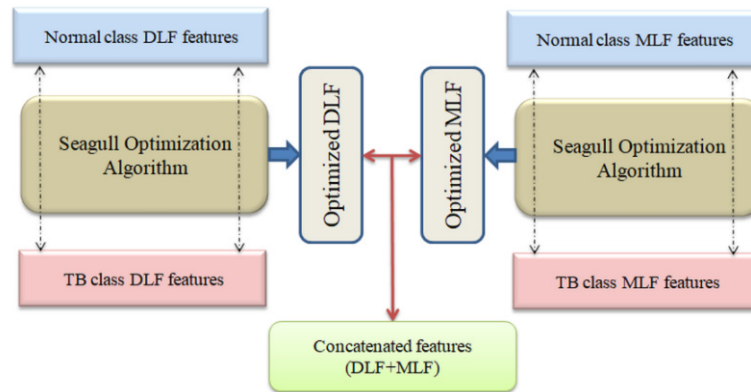 Normal class DLF features
Normal class MLF features
Seagull Optimization
Algorithm
Optimized DLF
Optimized MLF
Seagull Optimization
Algorithm
TB class DLF features
TB class MLF features
Concatenated features
(DLF+MLF)